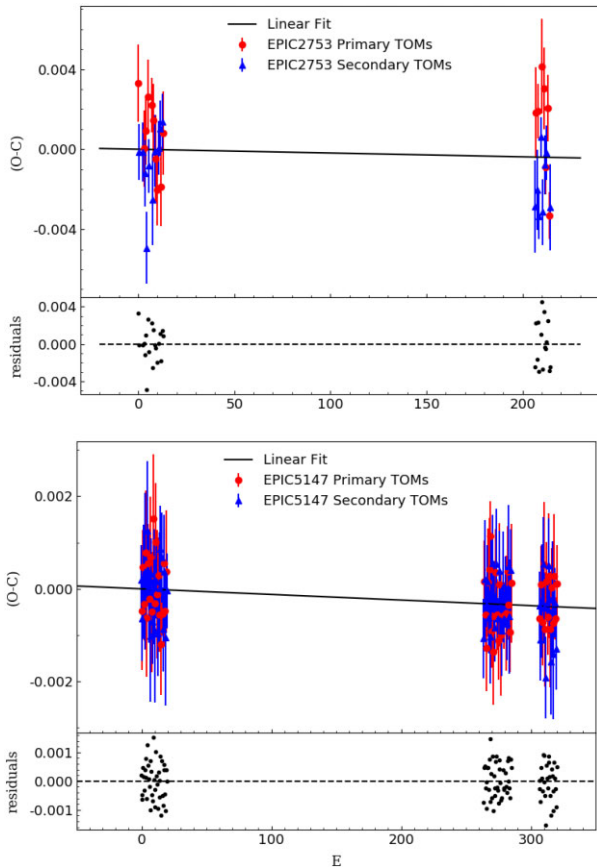 Linear Fit
EPIC2753 Primary TOMs
EPIC2753 Secondary TOMs
0.004
0.000
-0.004
(O-C)
0.004
0.000
-0.004
residuals
0
50
100
150
200
Linear Fit
EPIC5147 Primary TOMs
EPIC5147 Secondary TOMs
0.002
0.000
-0.002
(O-C)
0.001
0.000
-0.001
residuals
0
100
200
300
E